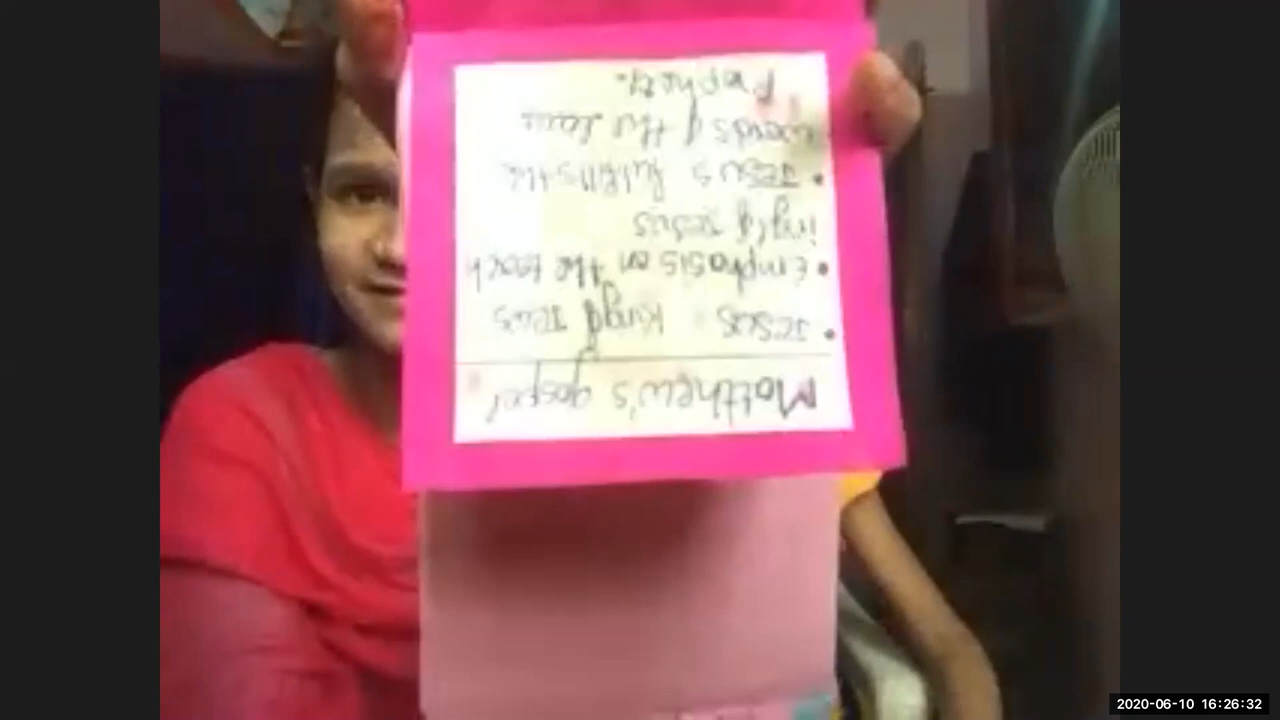 Matthew's gospel
• JESUS King of Jews
• Emphasis on the teach
ing of Jesus
• JESUS fulfills the
words of the law
Prophets.
2020-06-10 16:26:32